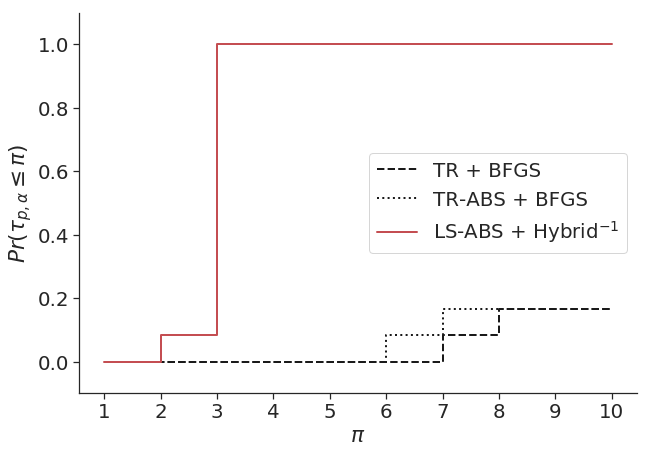 1.0
0.8
0.6
0.4
0.2
0.0
Pr(τ_{p, α} ≤ π)
TR + BFGS
TR-ABS + BFGS
LS-ABS + Hybrid⁻¹
1 2 3 4 5 6 7 8 9 10
π